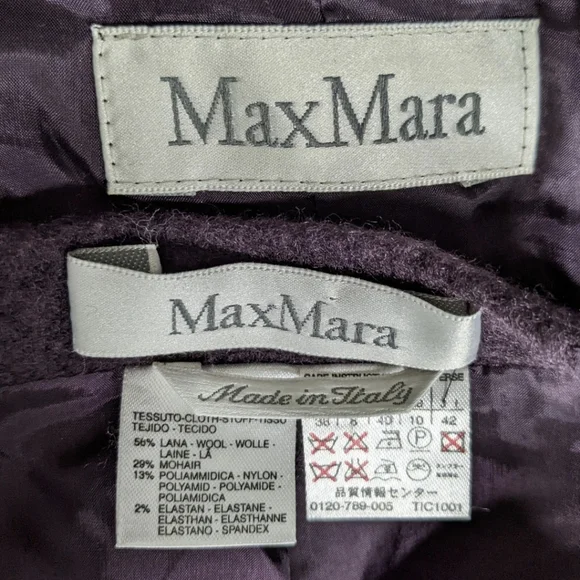 MaxMara
MaxMara
Made in Italy
TESSUTO-CLOTH-STOFF-TISSU
TEJIDO - TECIDO
56% LANA - WOOL - WOLLE -
LAINE - LÃ
29% MOHAIR
13% POLIAMMIDICA - NYLON -
POLYAMID - POLYAMIDE -
POLIAMIDICA
2% ELASTAN - ELASTANE -
ELASTHAN - ELASTHANNE
ELASTANO - SPANDEX
CARE INSTRUCT
38 8 40 10 42
品質情報センター
0120-789-005 TIC1001